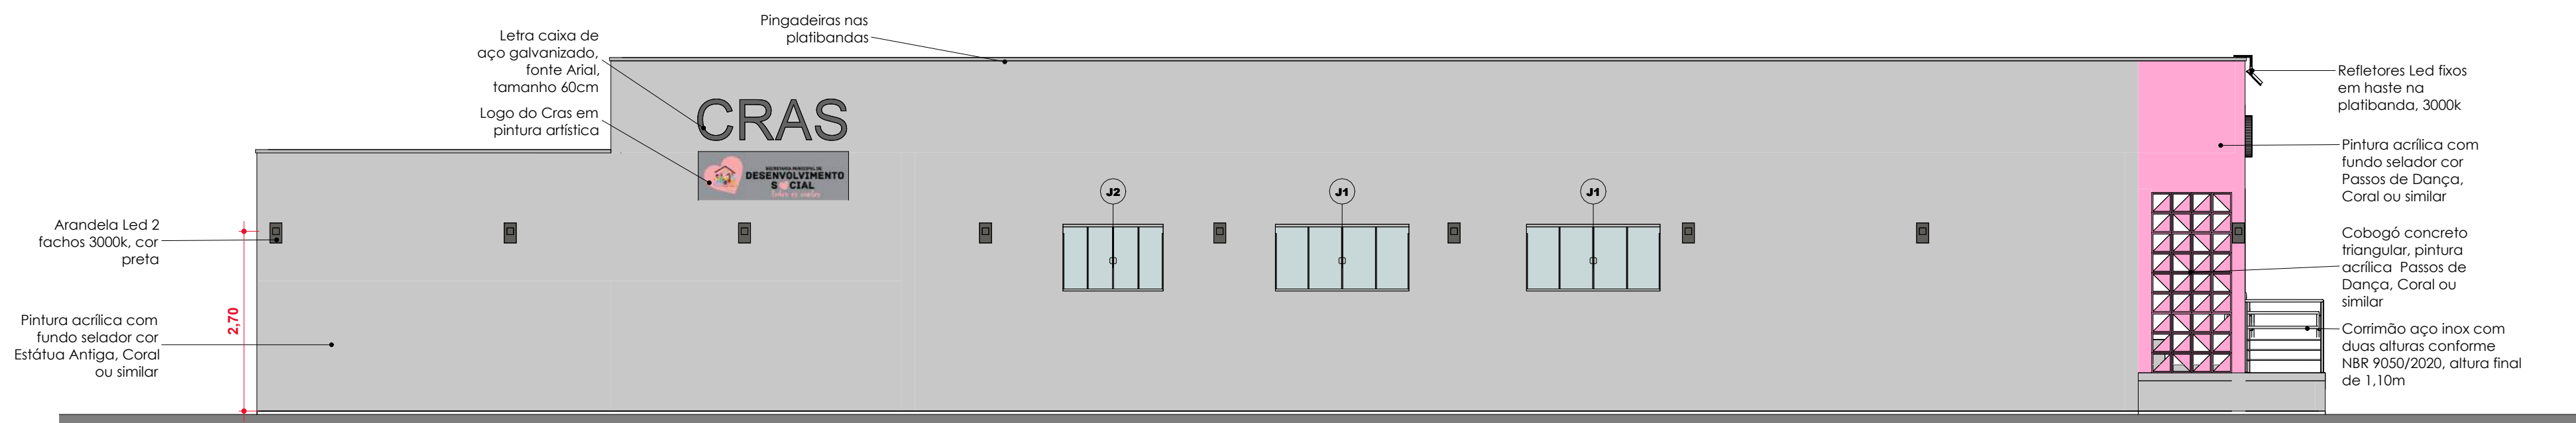 Pingadeiras nas
platibandas
Letra caixa de
aço galvanizado,
fonte Arial,
tamanho 60cm
Logo do Cras em
pintura artística
CRAS
SECRETARIA MUNICIPAL DE
DESENVOLVIMENTO
SOCIAL
J2
J1
J1
Arandela Led 2
fachos 3000k, cor
preta
2,70
Pintura acrílica com
fundo selador cor
Estátua Antiga, Coral
ou similar
Refletores Led fixos
em haste na
platibanda, 3000k
Pintura acrílica com
fundo selador cor
Passos de Dança,
Coral ou similar
Cobogó concreto
triangular, pintura
acrílica Passos de
Dança, Coral ou
similar
Corrimão aço inox com
duas alturas conforme
NBR 9050/2020, altura final
de 1,10m